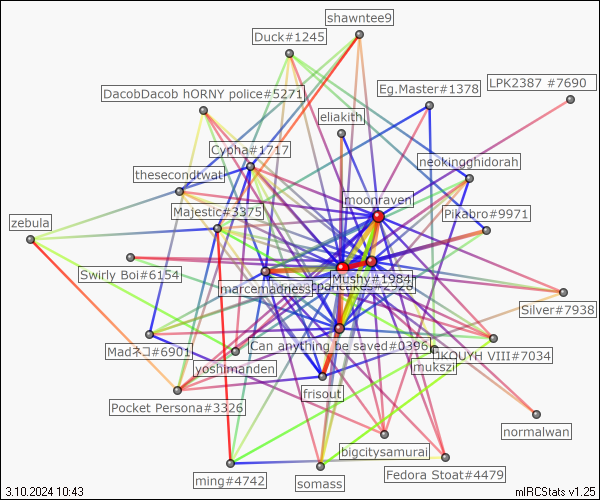 shawntee9
Duck#1245
LPK2387 #7690
Eg.Master#1378
DacobDacob hORNY police#5271
eliakith
Cypha#1717
neokingghidorah
thesecondtwat
moonraven
Majestic#3375
Pikabro#9971
zebula
Swirly Boi#6154
Mushy#1984
marcemadness
Silver#7938
Can anything be saved#0396
Madネコ#6901
VIII#7034
yoshimanden
mukszi
frisout
Pocket Persona#3326
normalwan
bigcitysamurai
Fedora Stoat#4479
ming#4742
somass
3.10.2024 10:43
mIRCStats v1.25